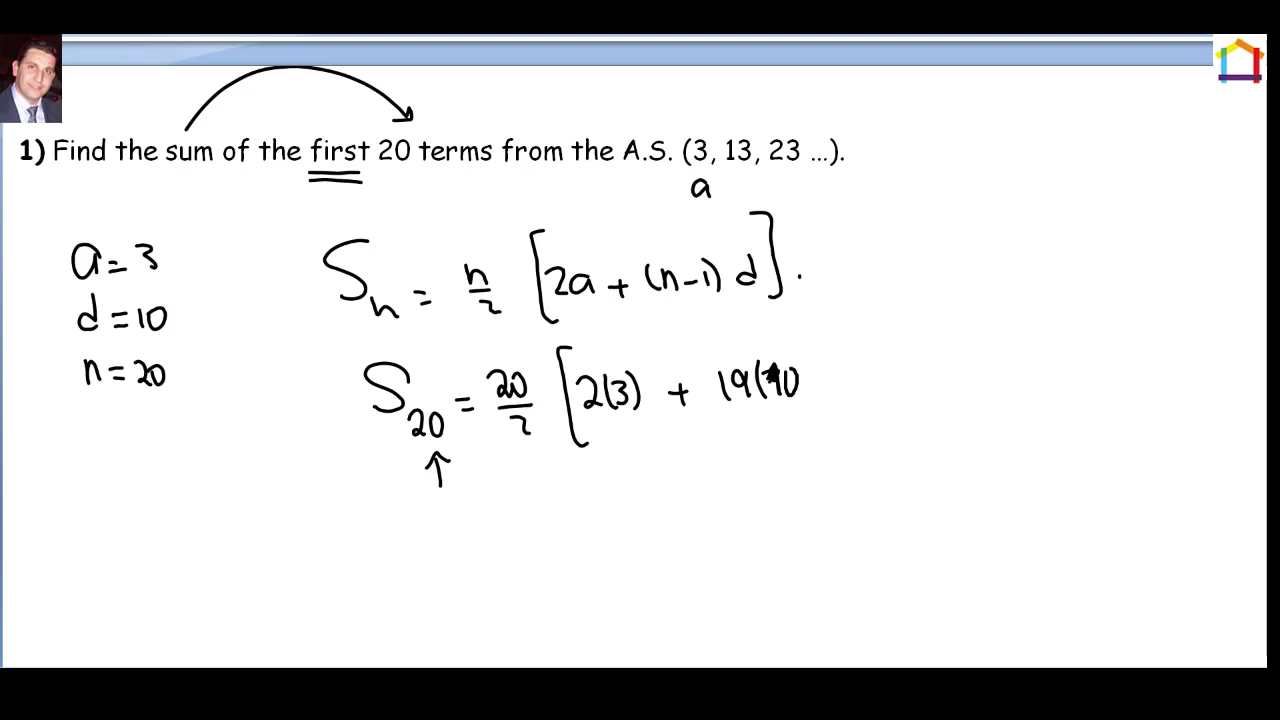 1) Find the sum of the first 20 terms from the A.S. (3, 13, 23 ...).
a
a = 3
d = 10
n = 20
Sn = n/2 [2a + (n-1) d] .
S20 = 20/2 [2(3) + 19(10